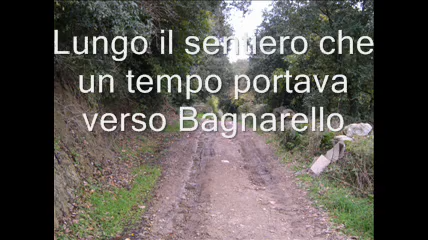 Lungo il sentiero che
un tempo portava
verso Bagnarello